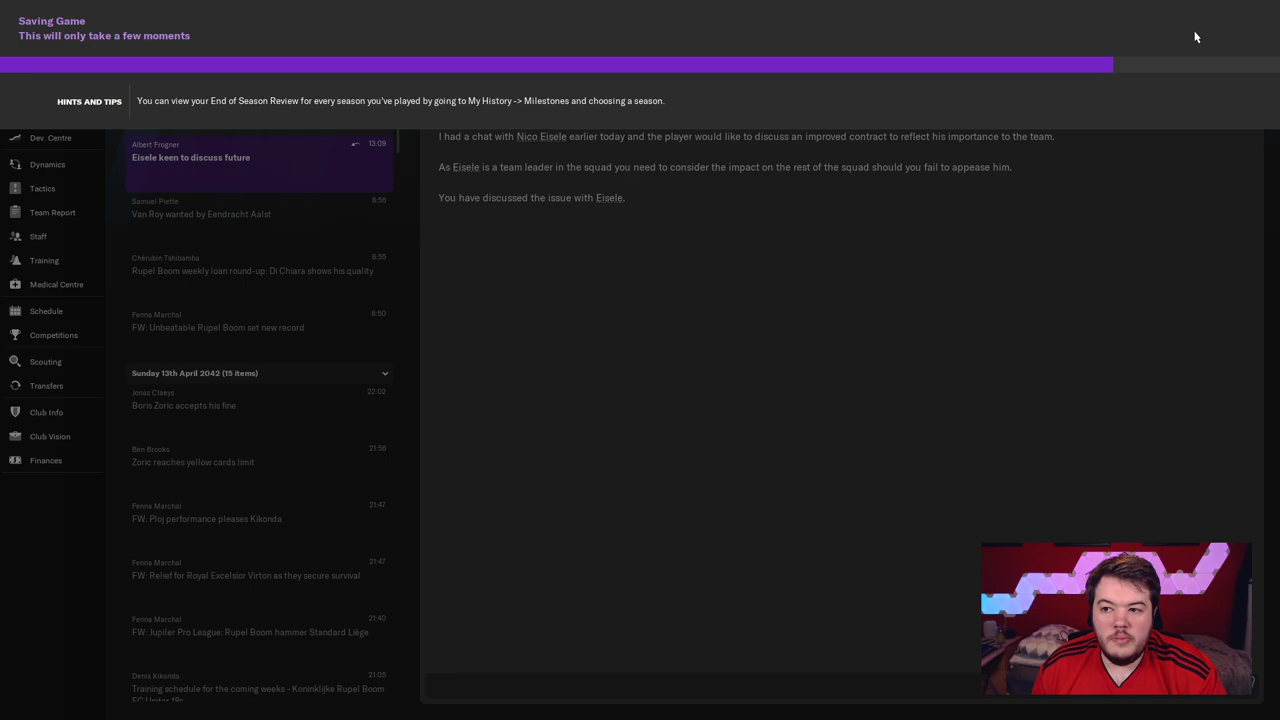 Saving Game
This will only take a few moments
HINTS AND TIPS
You can view your End of Season Review for every season you've played by going to My History -> Milestones and choosing a season.
Dev. Centre
Dynamics
Tactics
Team Report
Staff
Training
Medical Centre
Schedule
Competitions
Scouting
Transfers
Club Info
Club Vision
Finances
Albert Frogner 13:09
Eisele keen to discuss future
Samuel Piette 8:56
Van Roy wanted by Eendracht Aalst
Chérubin Tshibamba 8:55
Rupel Boom weekly loan round-up: Di Chiara shows his quality
Fenna Marchal 8:50
FW: Unbeatable Rupel Boom set new record
Sunday 13th April 2042 (15 items)
Jonas Claeys 22:02
Boris Zoric accepts his fine
Ben Brooks 21:56
Zoric reaches yellow cards limit
Fenna Marchal 21:47
FW: Ploj performance pleases Kikonda
Fenna Marchal 21:47
FW: Relief for Royal Excelsior Virton as they secure survival
Fenna Marchal 21:40
FW: Jupiler Pro League: Rupel Boom hammer Standard Liège
Denis Kikonda 21:05
Training schedule for the coming weeks - Koninklijke Rupel Boom
FC Under 18s
I had a chat with Nico Eisele earlier today and the player would like to discuss an improved contract to reflect his importance to the team.
As Eisele is a team leader in the squad you need to consider the impact on the rest of the squad should you fail to appease him.
You have discussed the issue with Eisele.